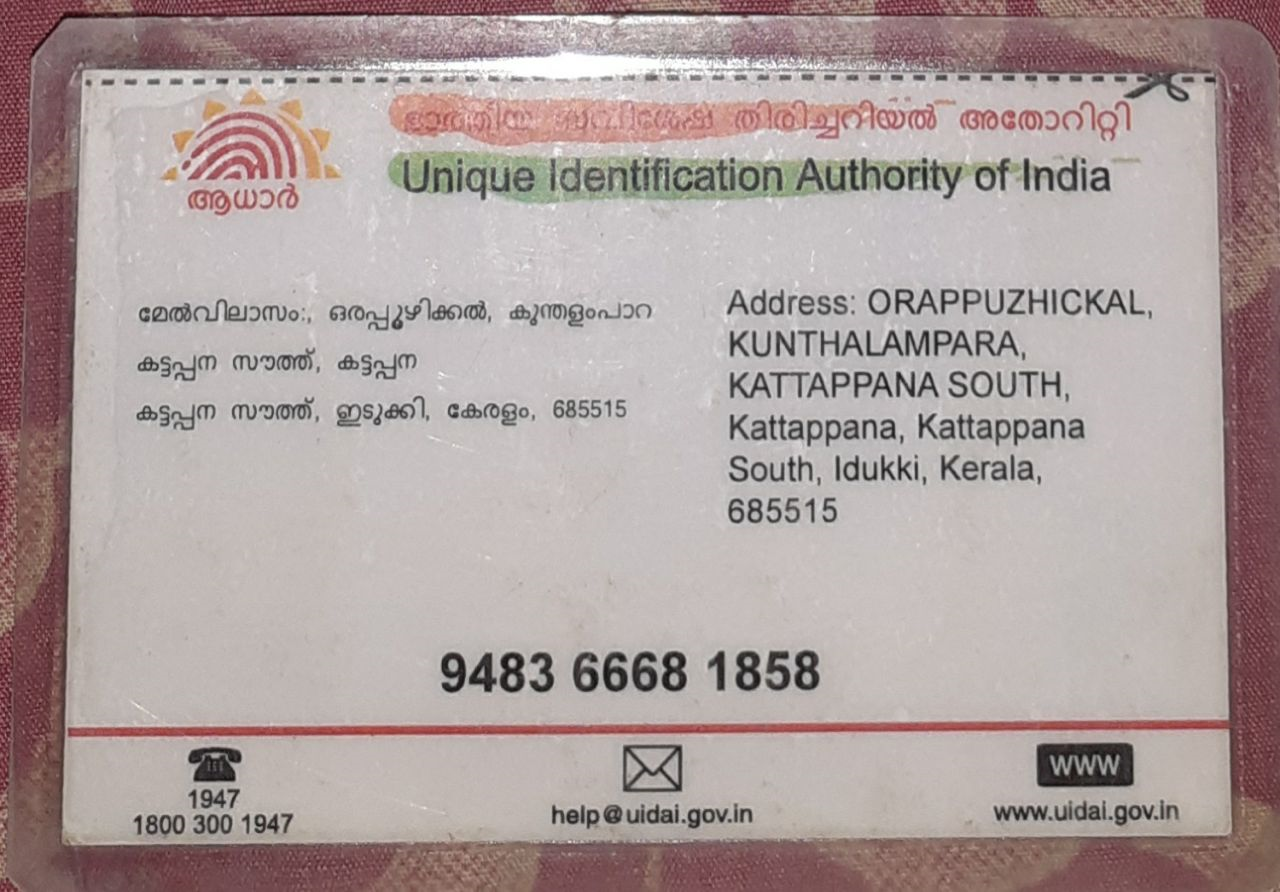 ആധാർ
ഭാരതീയ സവിശേഷ തിരിച്ചറിയൽ അതോറിറ്റി
Unique Identification Authority of India
മേൽവിലാസം:, ഒരപ്പൂഴിക്കൽ, കുന്തളംപാറ
കട്ടപ്പന സൗത്ത്, കട്ടപ്പന
കട്ടപ്പന സൗത്ത്, ഇടുക്കി, കേരളം, 685515
Address: ORAPPUZHICKAL,
KUNTHALAMPARA,
KATTAPPANA SOUTH,
Kattappana, Kattappana
South, Idukki, Kerala,
685515
9483 6668 1858
1947
1800 300 1947
help@uidai.gov.in
www
www.uidai.gov.in